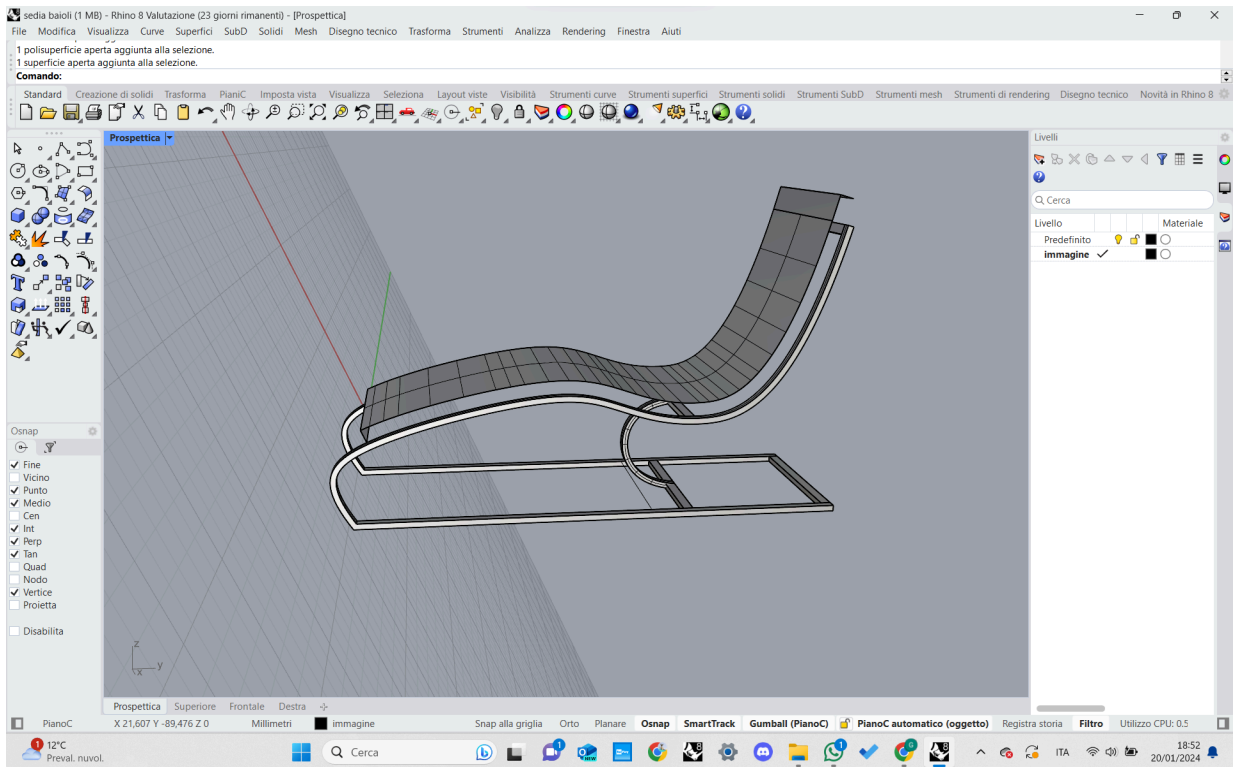 sedia baioli (1 MB) - Rhino 8 Valutazione (23 giorni rimanenti) - [Prospettica]
File Modifica Visualizza Curve Superfici SubD Solidi Mesh Disegno tecnico Trasforma Strumenti Analizza Rendering Finestra Aiuti
1 polisuperficie aperta aggiunta alla selezione.
1 superficie aperta aggiunta alla selezione.
Comando:
Standard Creazione di solidi Trasforma PianiC Imposta vista Visualizza Seleziona Layout viste Visibilità Strumenti curve Strumenti superfici Strumenti solidi Strumenti SubD Strumenti mesh Strumenti di rendering Disegno tecnico Novità in Rhino 8
Prospettica
Livelli
Cerca
Livello Materiale
Predefinito
immagine
Osnap
Fine
Vicino
Punto
Medio
Cen
Int
Perp
Tan
Quad
Nodo
Vertice
Proietta
Disabilita
z
y
x
Prospettica Superiore Frontale Destra
PianoC X 21,607 Y -89,476 Z 0 Millimetri immagine Snap alla griglia Orto Planare Osnap SmartTrack Gumball (PianoC) PianoC automatico (oggetto) Registra storia Filtro Utilizzo CPU: 0.5
1 12°C
Preval. nuvol.
Cerca
ITA
18:52
20/01/2024